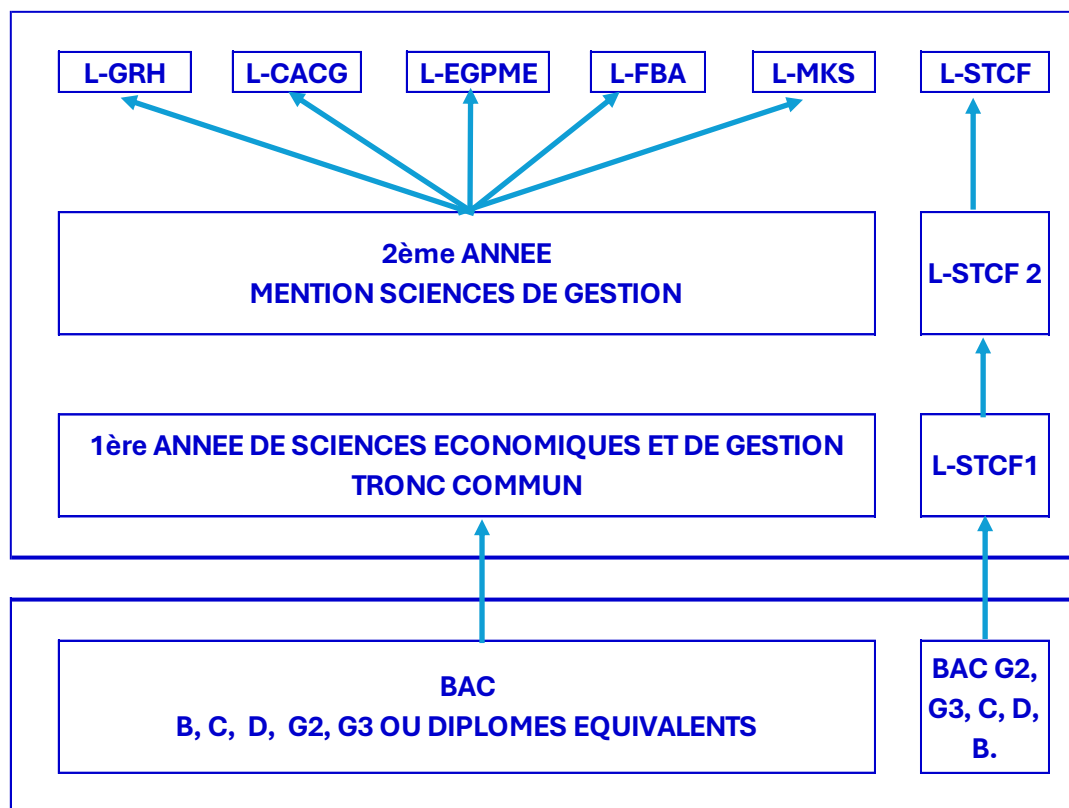 L-GRH
L-CACG
L-EGPME
L-FBA
L-MKS
L-STCF
2ème ANNEE
MENTION SCIENCES DE GESTION
L-STCF 2
1ère ANNEE DE SCIENCES ECONOMIQUES ET DE GESTION
TRONC COMMUN
L-STCF1
BAC
B, C, D, G2, G3 OU DIPLOMES EQUIVALENTS
BAC G2,
G3, C, D,
B.